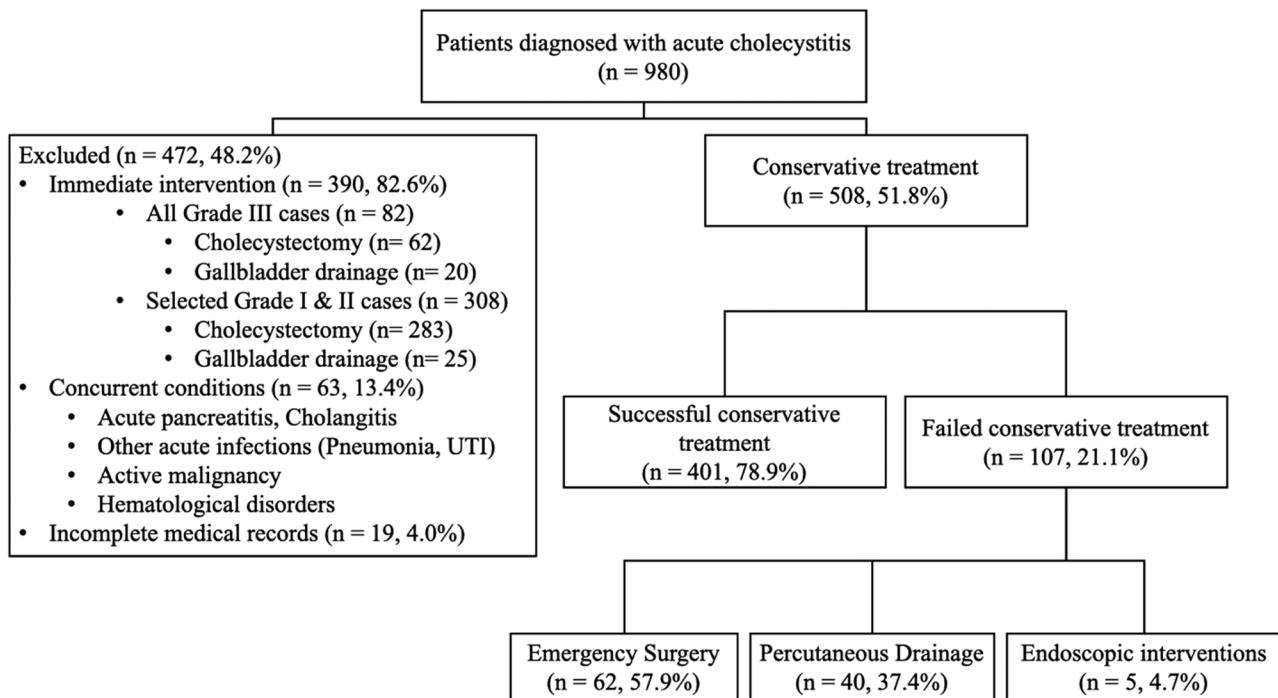 Patients diagnosed with acute cholecystitis
(n = 980)
Excluded (n = 472, 48.2%)
• Immediate intervention (n = 390, 82.6%)
• All Grade III cases (n = 82)
• Cholecystectomy (n= 62)
• Gallbladder drainage (n= 20)
• Selected Grade I & II cases (n = 308)
• Cholecystectomy (n= 283)
• Gallbladder drainage (n= 25)
• Concurrent conditions (n = 63, 13.4%)
• Acute pancreatitis, Cholangitis
• Other acute infections (Pneumonia, UTI)
• Active malignancy
• Hematological disorders
• Incomplete medical records (n = 19, 4.0%)
Conservative treatment
(n = 508, 51.8%)
Successful conservative
treatment
(n = 401, 78.9%)
Failed conservative treatment
(n = 107, 21.1%)
Emergency Surgery
(n = 62, 57.9%)
Percutaneous Drainage
(n = 40, 37.4%)
Endoscopic interventions
(n = 5, 4.7%)